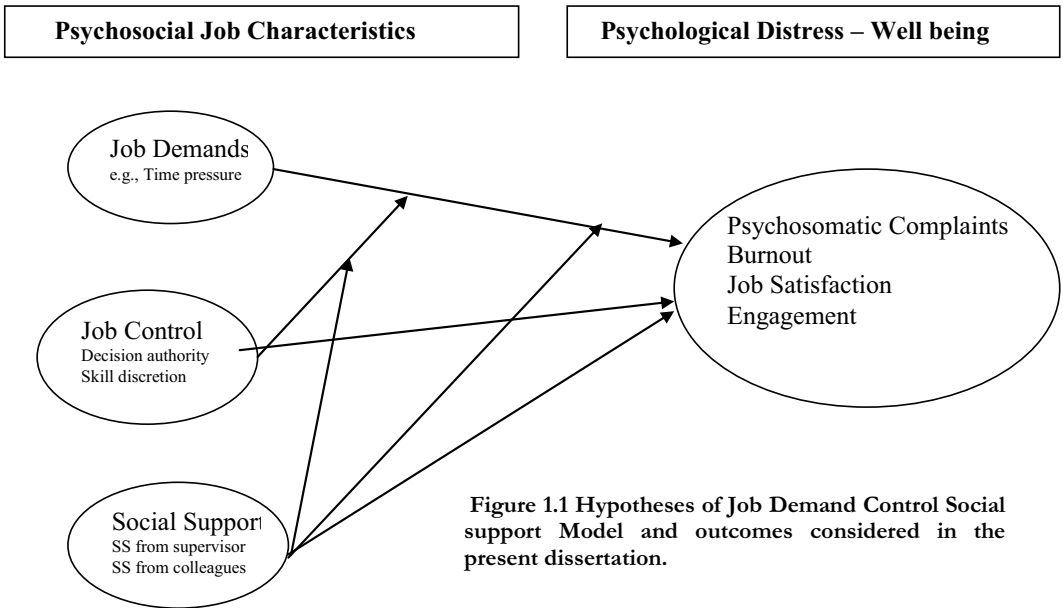 Psychosocial Job Characteristics
Psychological Distress – Well being
Job Demands
e.g., Time pressure
Job Control
Decision authority
Skill discretion
Social Support
SS from supervisor
SS from colleagues
Psychosomatic Complaints
Burnout
Job Satisfaction
Engagement
Figure 1.1 Hypotheses of Job Demand Control Social
support Model and outcomes considered in the
present dissertation.